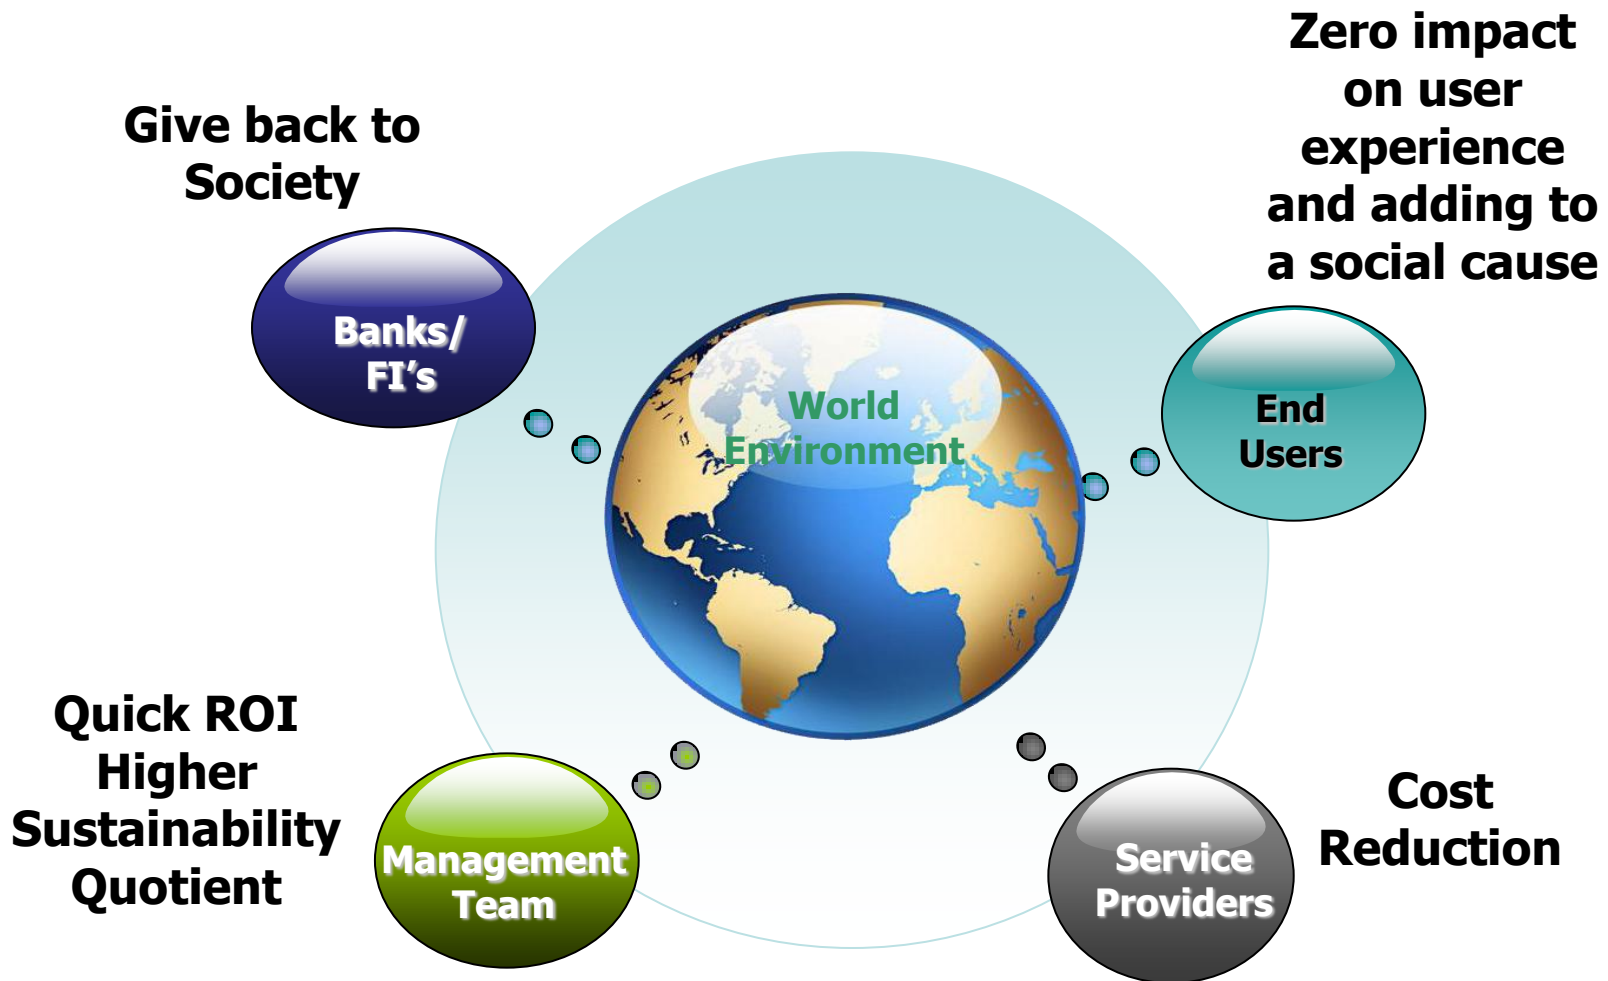 Give back to
Society
Banks/
FI’s
Zero impact
on user
experience
and adding to
a social cause
End
Users
World
Environment
Quick ROI
Higher
Sustainability
Quotient
Management
Team
Service
Providers
Cost
Reduction